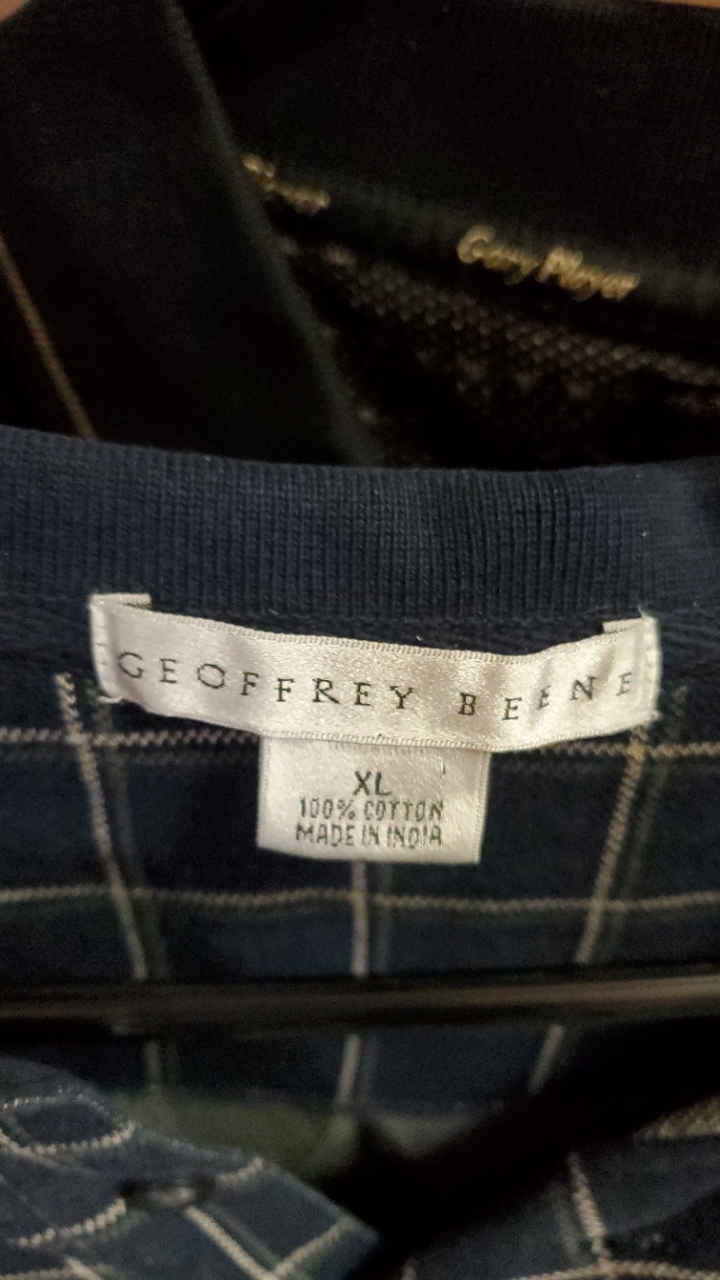 Gary Player
GEOFFREY BEENE
XL
100% COTTON
MADE IN INDIA